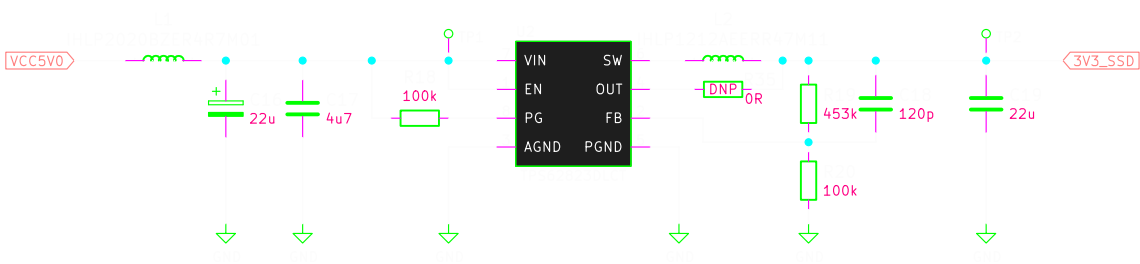 VCC5V0
3V3_SSD
VIN
SW
EN
OUT
DNP
0R
100k
PG
FB
453k
120p
22u
+
22u
4u7
AGND
PGND
100k